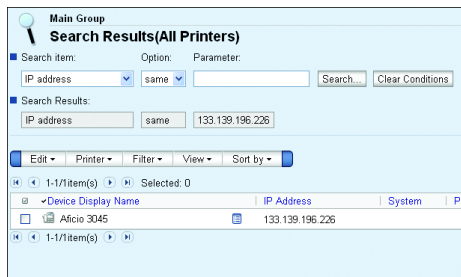 Main Group
Search Results(All Printers)
Search item: Option: Parameter:
IP address same Search... Clear Conditions
Search Results:
IP address same 133.139.196.226
Edit Printer Filter View Sort by
1-1/1item(s) Selected: 0
Device Display Name IP Address System P
Aficio 3045 133.139.196.226
1-1/1item(s)